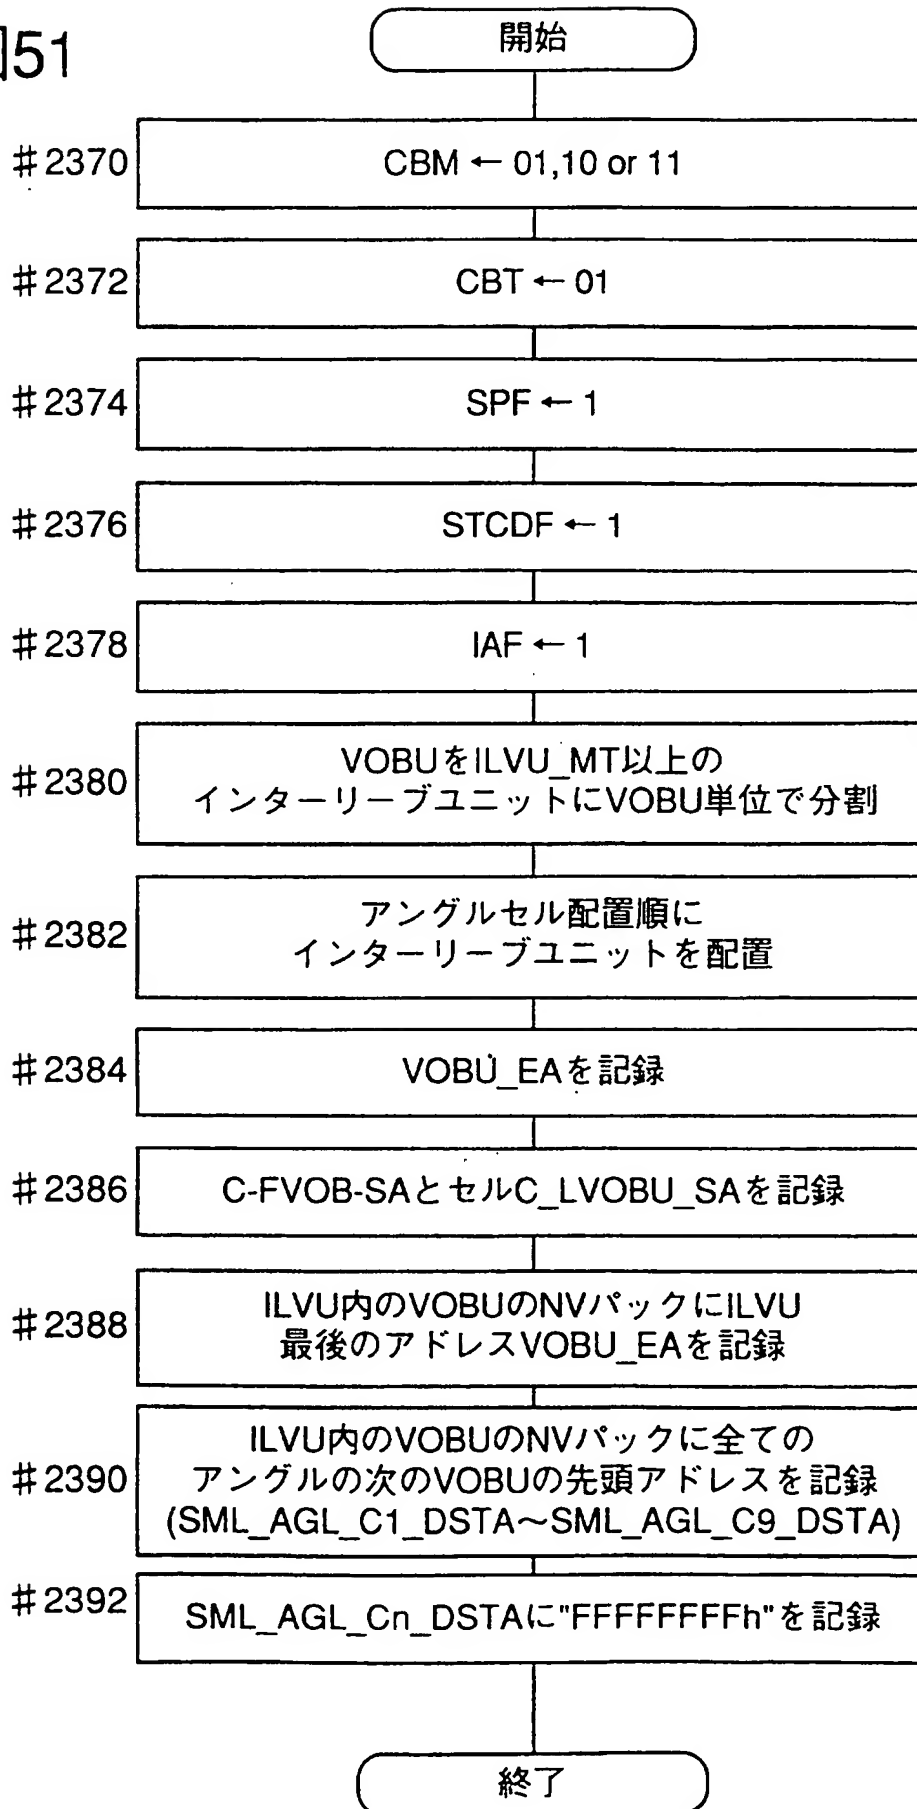 図51
開始
#2370
CBM ← 01,10 or 11
#2372
CBT ← 01
#2374
SPF ← 1
#2376
STCDF ← 1
#2378
IAF ← 1
#2380
VOBUをILVU_MT以上の
インターリーブユニットにVOBU単位で分割
#2382
アングルセル配置順に
インターリーブユニットを配置
#2384
VOBU_EAを記録
#2386
C-FVOB-SAとセルC_LVOBU_SAを記録
#2388
ILVU内のVOBUのNVパックにILVU
最後のアドレスVOBU_EAを記録
#2390
ILVU内のVOBUのNVパックに全ての
アングルの次のVOBUの先頭アドレスを記録
(SML_AGL_C1_DSTA～SML_AGL_C9_DSTA)
#2392
SML_AGL_Cn_DSTAに"FFFFFFFFh"を記録
終了